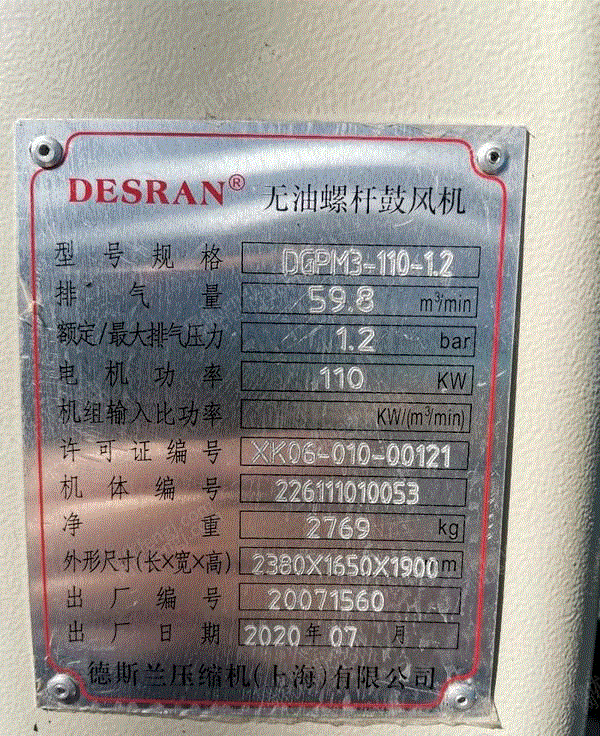 DESRAN® 无油螺杆鼓风机
型号规格 DGPM3-110-1.2
排气量 59.8 m³/min
额定/最大排气压力 1.2 bar
电机功率 110 KW
机组输入比功率 KW/(m³/min)
许可证编号 XK06-010-00121
机体编号 226111010053
净重 2769 kg
外形尺寸(长×宽×高) 2380X1650X1900 m
出厂编号 20071560
出厂日期 2020年07月
德斯兰压缩机(上海)有限公司